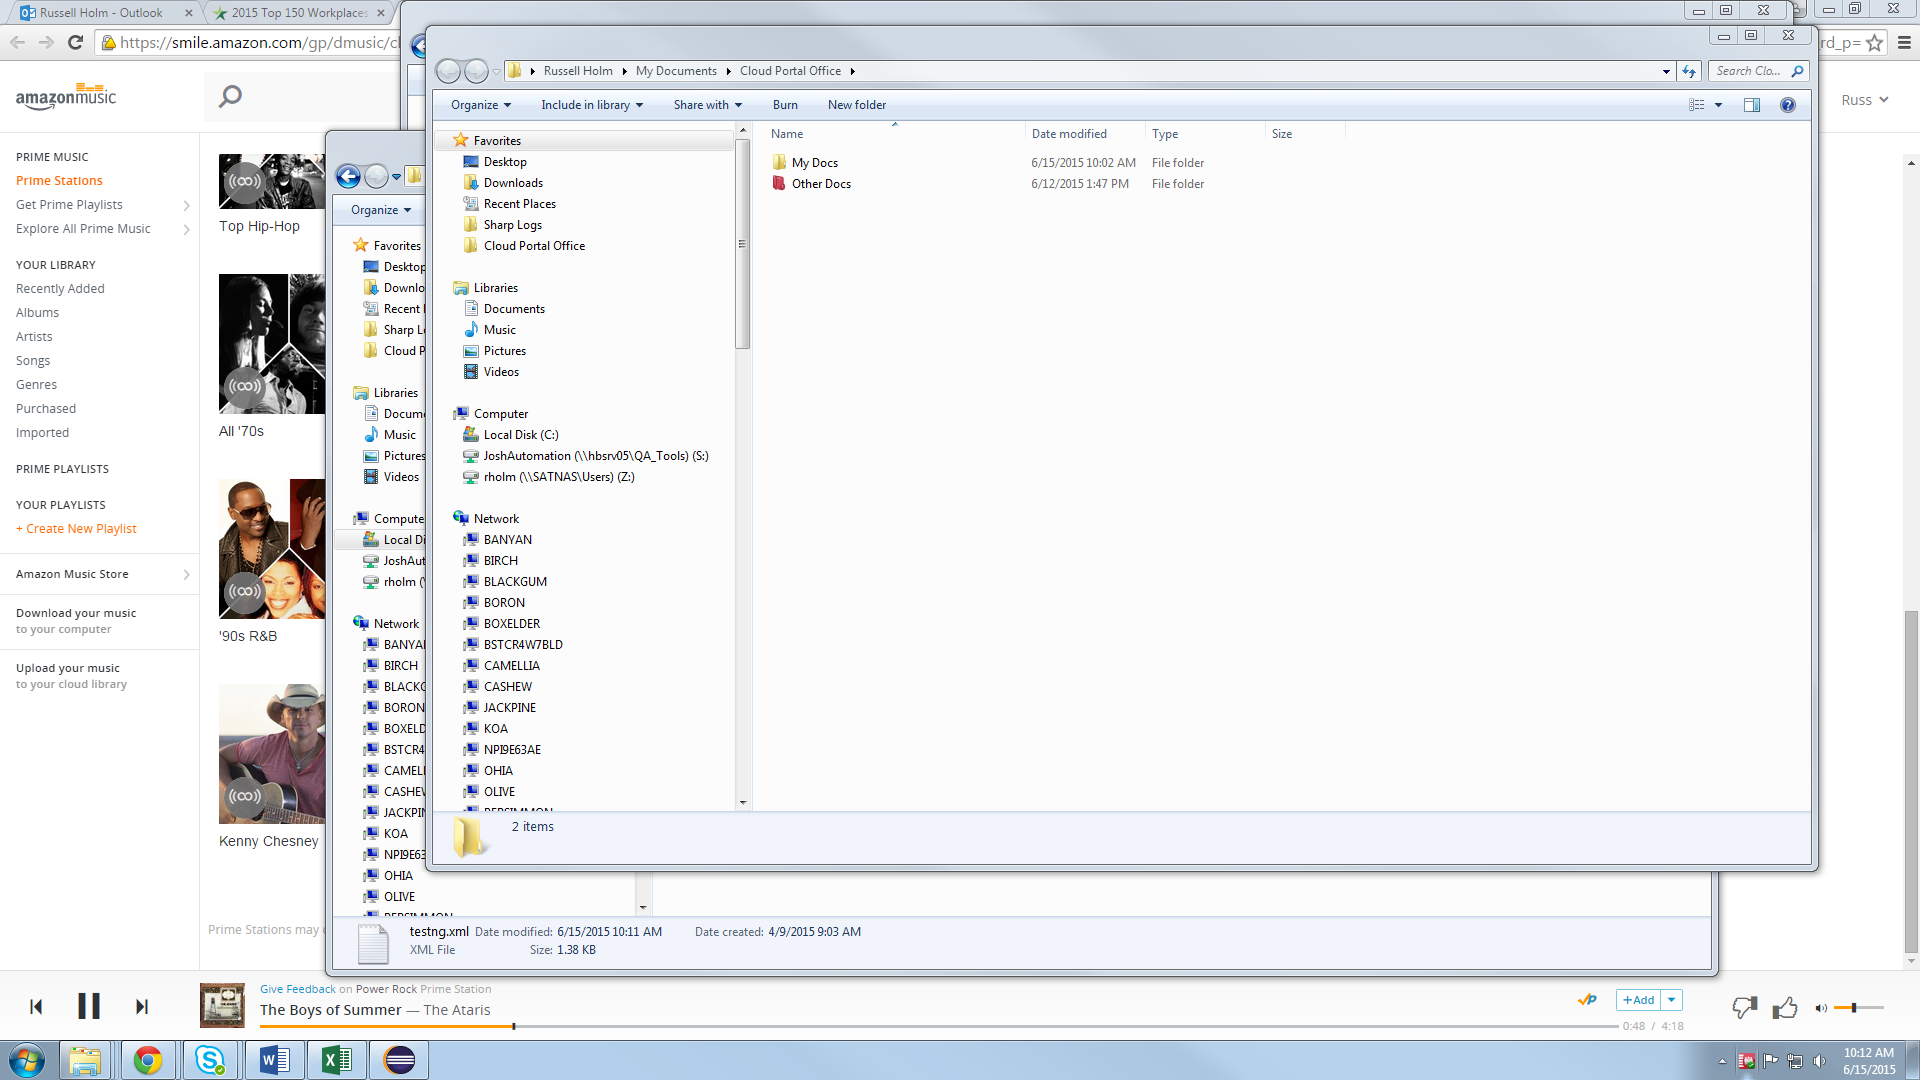 Russell Holm - Outlook
2015 Top 150 Workplaces
https://smile.amazon.com/gp/dmusic/cl
rd_p=
amazonmusic
Russ
PRIME MUSIC
Prime Stations
Get Prime Playlists
Explore All Prime Music
YOUR LIBRARY
Recently Added
Albums
Artists
Songs
Genres
Purchased
Imported
PRIME PLAYLISTS
YOUR PLAYLISTS
+ Create New Playlist
Amazon Music Store
Download your music
to your computer
Upload your music
to your cloud library
Top Hip-Hop
All '70s
'90s R&B
Kenny Chesney
Prime Stations may
Organize
Favorites
Desktop
Downlo
Recent
Sharp L
Cloud P
Libraries
Docum
Music
Pictures
Videos
Compute
Local Di
JoshAut
rholm (\
Network
BANYA
BIRCH
BLACKG
BORON
BOXELD
BSTCR4
CAMELL
CASHEW
JACKPIN
KOA
NPI9E63
OHIA
OLIVE
PERSIMMON
testng.xml Date modified: 6/15/2015 10:11 AM Date created: 4/9/2015 9:03 AM
XML File Size: 1.38 KB
Russell Holm My Documents Cloud Portal Office
Search Clo...
Organize Include in library Share with Burn New folder
Name Date modified Type Size
My Docs 6/15/2015 10:02 AM File folder
Other Docs 6/12/2015 1:47 PM File folder
Favorites
Desktop
Downloads
Recent Places
Sharp Logs
Cloud Portal Office
Libraries
Documents
Music
Pictures
Videos
Computer
Local Disk (C:)
JoshAutomation (\\hbsrv05\QA_Tools) (S:)
rholm (\\SATNAS\Users) (Z:)
Network
BANYAN
BIRCH
BLACKGUM
BORON
BOXELDER
BSTCR4W7BLD
CAMELLIA
CASHEW
JACKPINE
KOA
NPI9E63AE
OHIA
OLIVE
PERSIMMON
2 items
Give Feedback on Power Rock Prime Station
The Boys of Summer — The Ataris
+Add
0:48 / 4:18
10:12 AM
6/15/2015